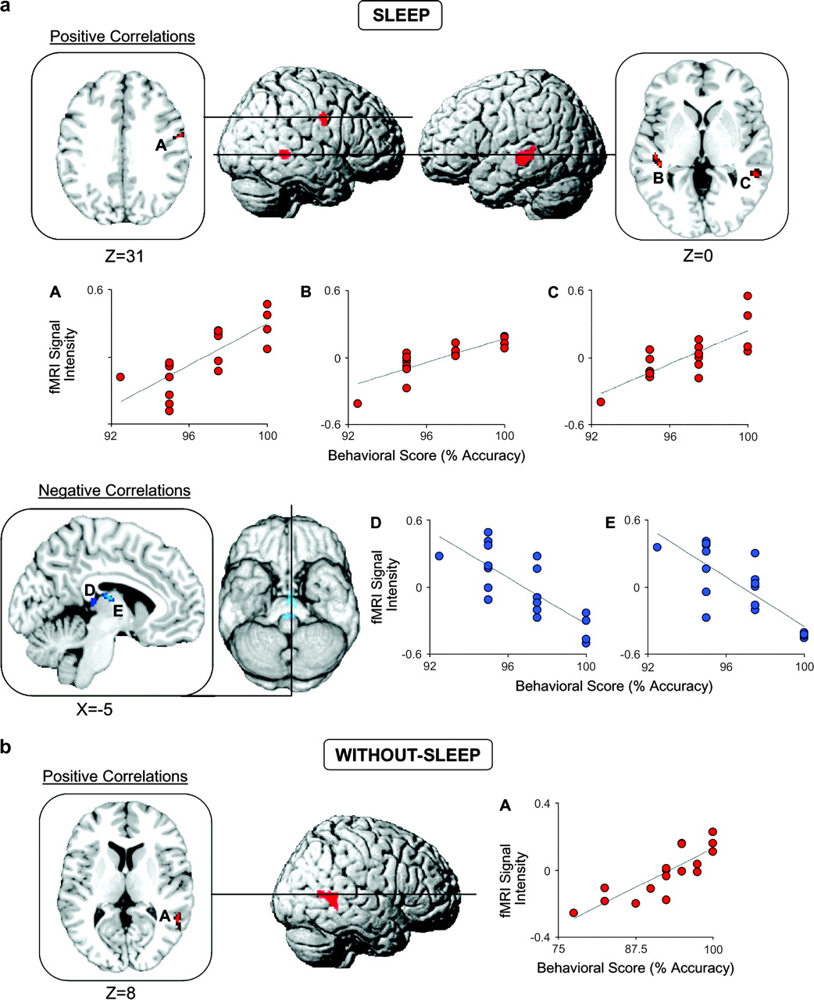 a
SLEEP
Positive Correlations
A
B
C
Z=31
Z=0
A
B
C
fMRI Signal
Intensity
0.6
0.6
0.6
0
0
-0.6
-0.6
92
96
100
92
96
100
92
96
100
Behavioral Score (% Accuracy)
Negative Correlations
D
E
X=-5
D
E
fMRI Signal
Intensity
0.6
0.6
0
0
-0.6
-0.6
92
96
100
92
96
100
Behavioral Score (% Accuracy)
b
WITHOUT-SLEEP
Positive Correlations
A
Z=8
A
fMRI Signal
Intensity
0.4
0
-0.4
75
87.5
100
Behavioral Score (% Accuracy)